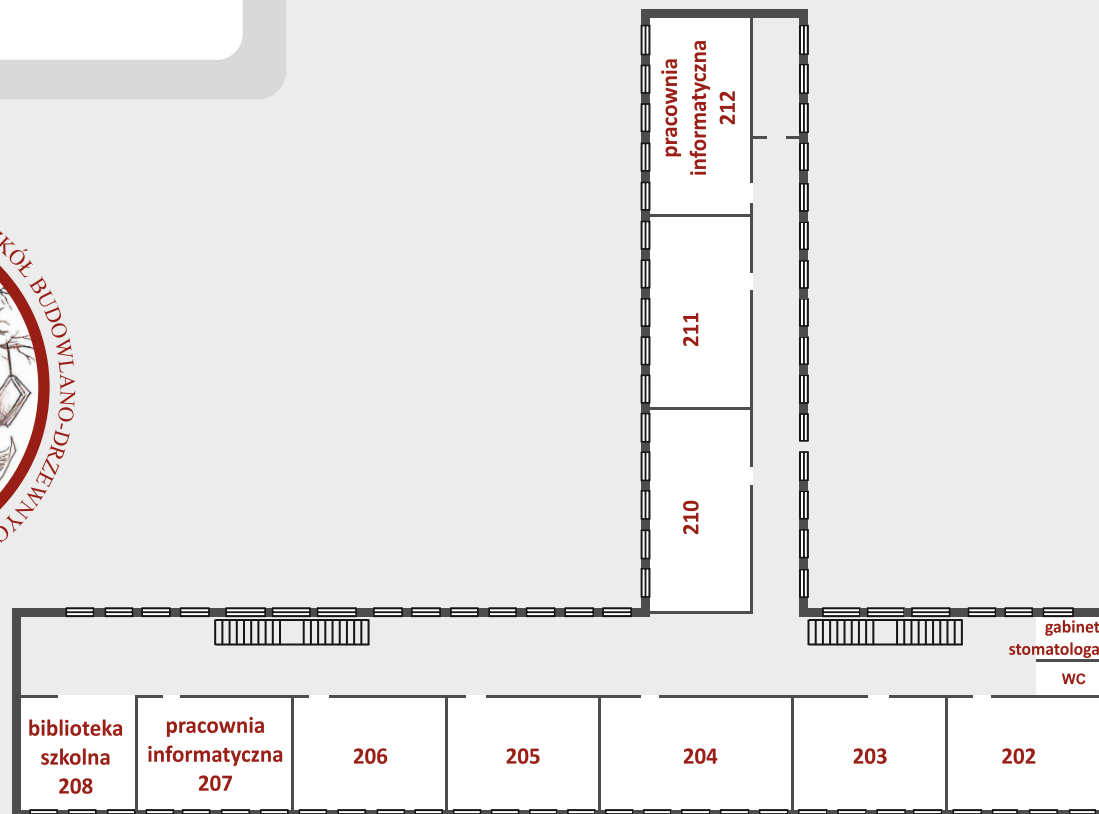 pracownia
informatyczna
212
211
210
KÓŁ BUDOWLANO-DRZEWNYC
gabinet
stomatologa
WC
biblioteka
szkolna
208
pracownia
informatyczna
207
206
205
204
203
202